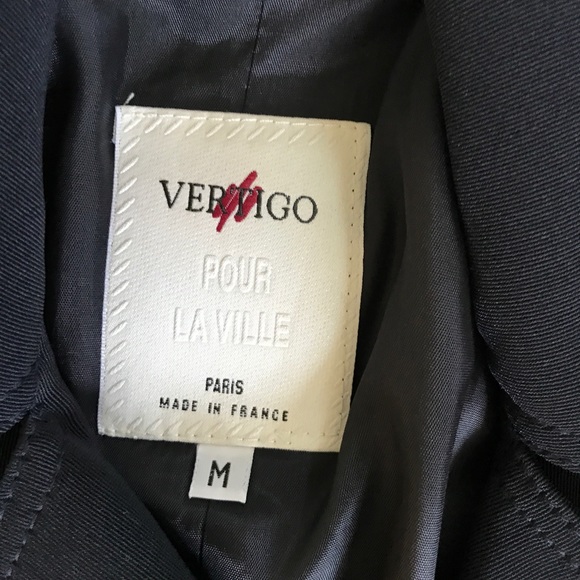 VERTIGO
POUR
LA VILLE
PARIS
MADE IN FRANCE
M